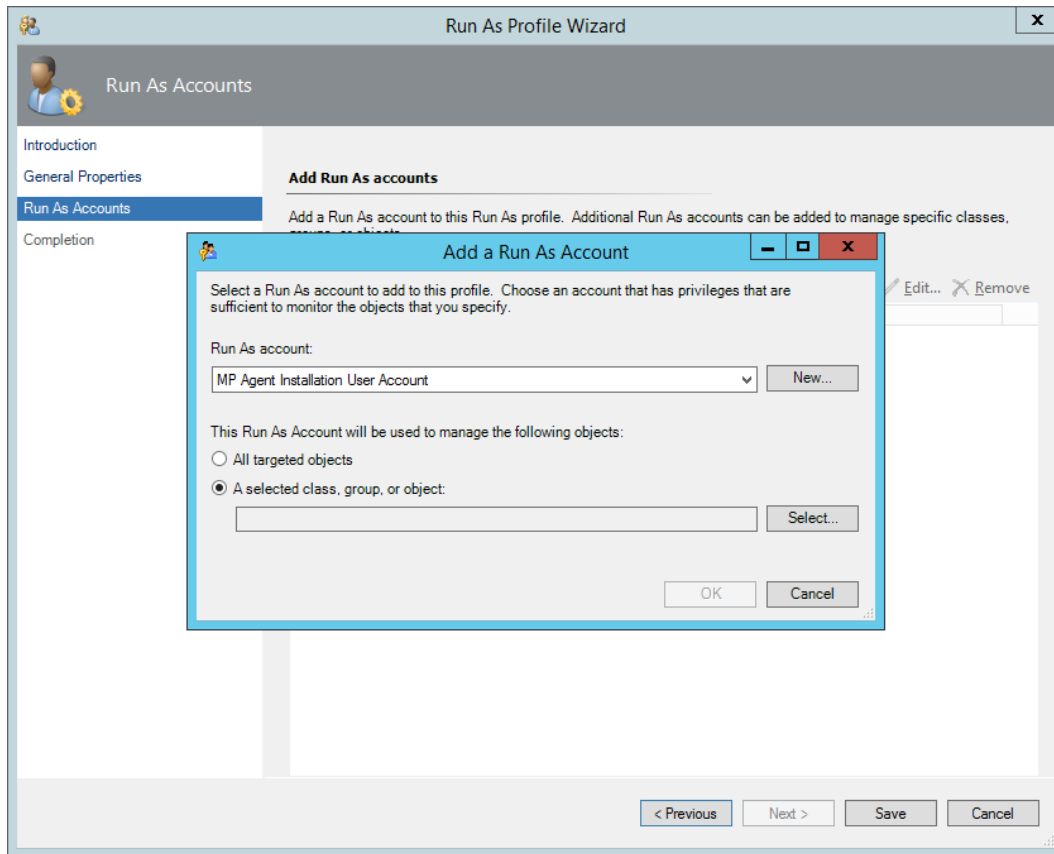 Run As Profile Wizard
x
Run As Accounts
Introduction
General Properties
Run As Accounts
Completion
Add Run As accounts
Add a Run As account to this Run As profile.  Additional Run As accounts can be added to manage specific classes,
Edit...
Remove
Add a Run As Account
x
Select a Run As account to add to this profile.  Choose an account that has privileges that are
sufficient to monitor the objects that you specify.
Run As account:
MP Agent Installation User Account
New...
This Run As Account will be used to manage the following objects:
All targeted objects
A selected class, group, or object:
Select...
OK
Cancel
< Previous
Next >
Save
Cancel